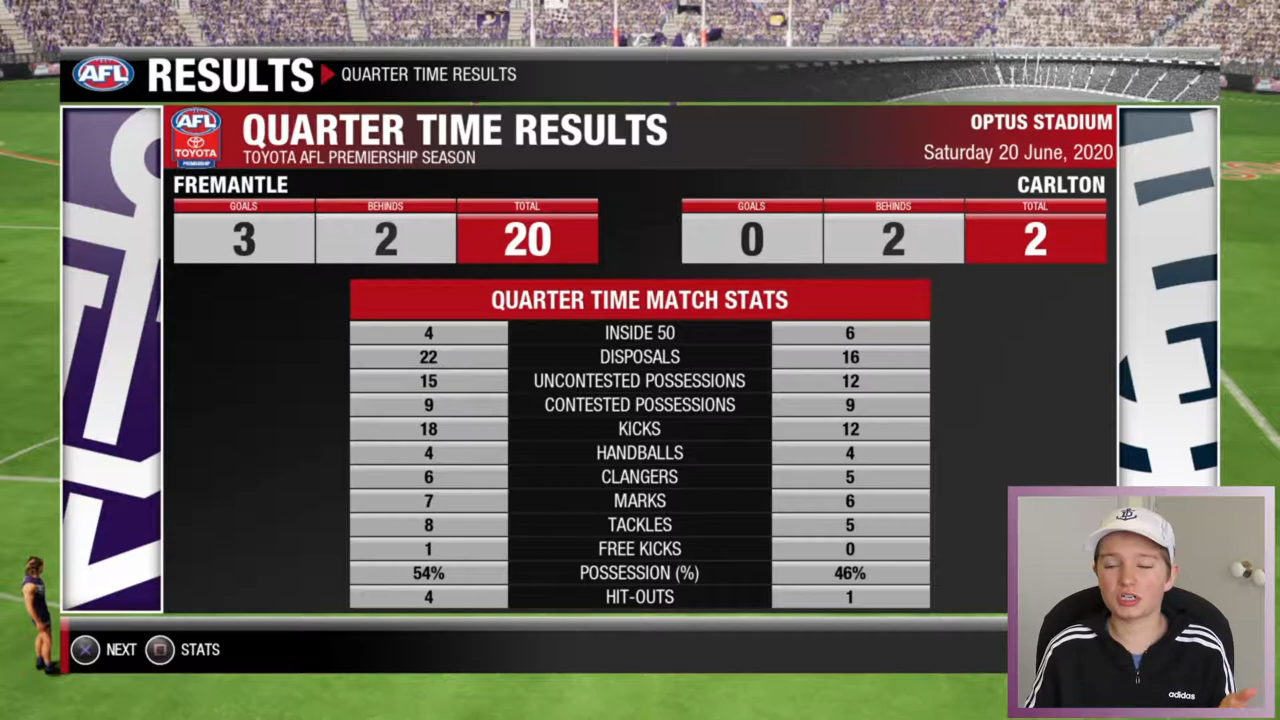 AFL RESULTS QUARTER TIME RESULTS
AFL
TOYOTA
PREMIERSHIP
QUARTER TIME RESULTS
TOYOTA AFL PREMIERSHIP SEASON
OPTUS STADIUM
Saturday 20 June, 2020
FREMANTLE CARLTON
GOALS BEHINDS TOTAL GOALS BEHINDS TOTAL
3 2 20 0 2 2
QUARTER TIME MATCH STATS
4 INSIDE 50 6
22 DISPOSALS 16
15 UNCONTESTED POSSESSIONS 12
9 CONTESTED POSSESSIONS 9
18 KICKS 12
4 HANDBALLS 4
6 CLANGERS 5
7 MARKS 6
8 TACKLES 5
1 FREE KICKS 0
54% POSSESSION (%) 46%
4 HIT-OUTS 1
NEXT STATS
adidas